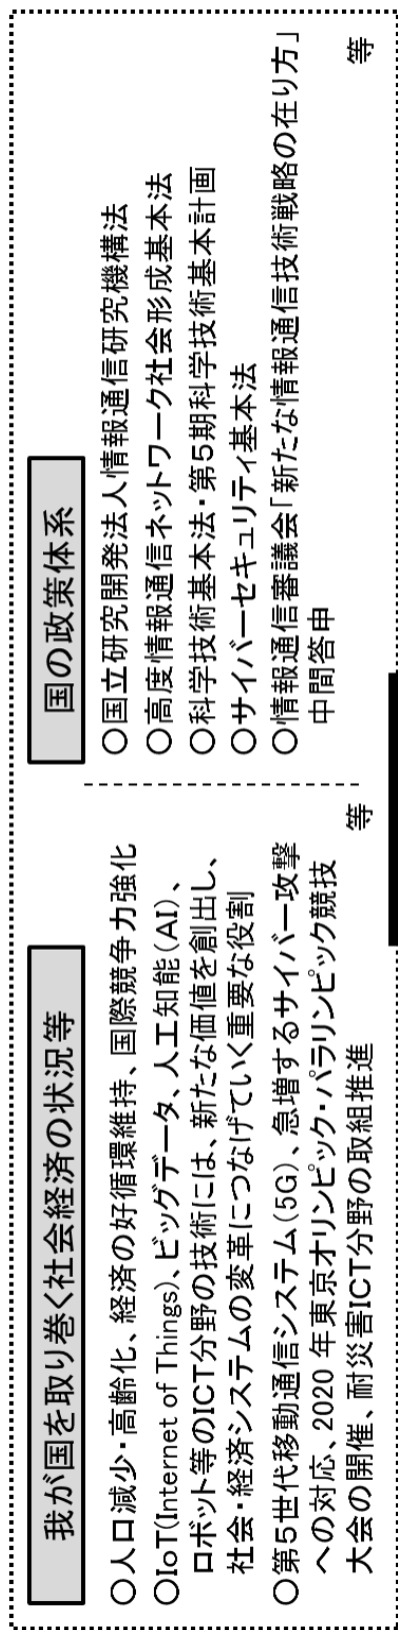 我が国を取り巻く社会経済の状況等
○人口減少・高齢化、経済の好循環維持、国際競争力強化
○IoT(Internet of Things)、ビッグデータ、人工知能(AI)、
ロボット等のICT分野の技術には、新たな価値を創出し、
社会・経済システムの変革につなげていく重要な役割
○第5世代移動通信システム(5G)、急増するサイバー攻撃
への対応、2020 年東京オリンピック・パラリンピック競技
大会の開催、耐災害ICT分野の取組推進
等
国の政策体系
○国立研究開発法人情報通信研究機構法
○高度情報通信ネットワーク社会形成基本法
○科学技術基本法・第5期科学技術基本計画
○サイバーセキュリティ基本法
○情報通信審議会「新たな情報通信技術戦略の在り方」
中間答申
等